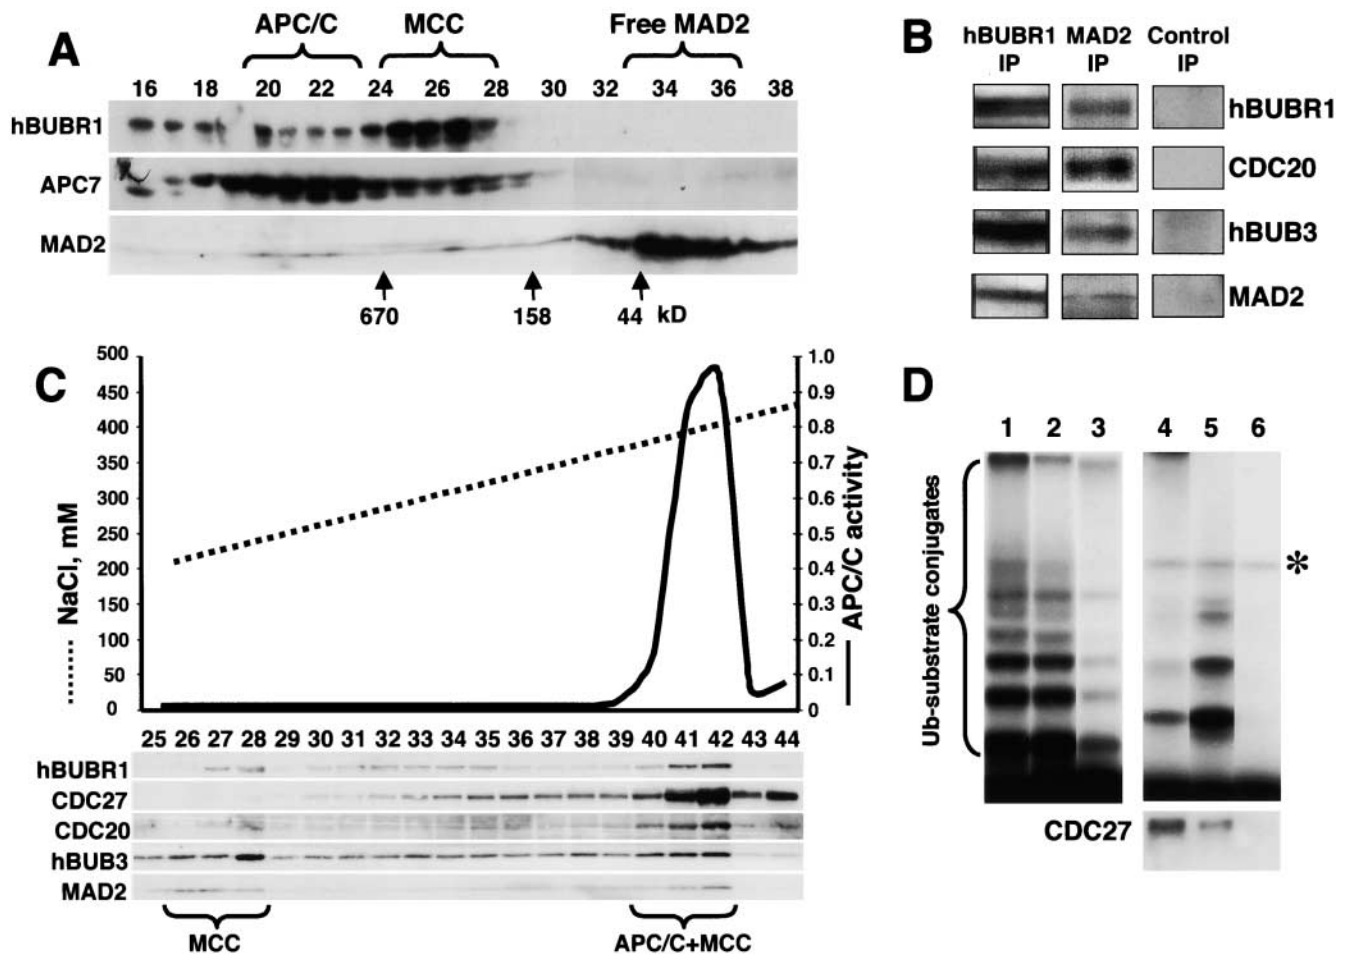 A
APC/C MCC Free MAD2
16 18 20 22 24 26 28 30 32 34 36 38
hBUBR1
APC7
MAD2
670 158 44 kD
B
hBUBR1 MAD2 Control
IP IP IP
hBUBR1
CDC20
hBUB3
MAD2
C
NaCl, mM
500
450
400
350
300
250
200
150
100
50
0
1.0
0.9
0.8
0.7
0.6
0.5
0.4
0.3
0.2
0.1
0
APC/C activity
25 26 27 28 29 30 31 32 33 34 35 36 37 38 39 40 41 42 43 44
hBUBR1
CDC27
CDC20
hBUB3
MAD2
MCC APC/C+MCC
D
1 2 3 4 5 6
Ub-substrate conjugates
*
CDC27